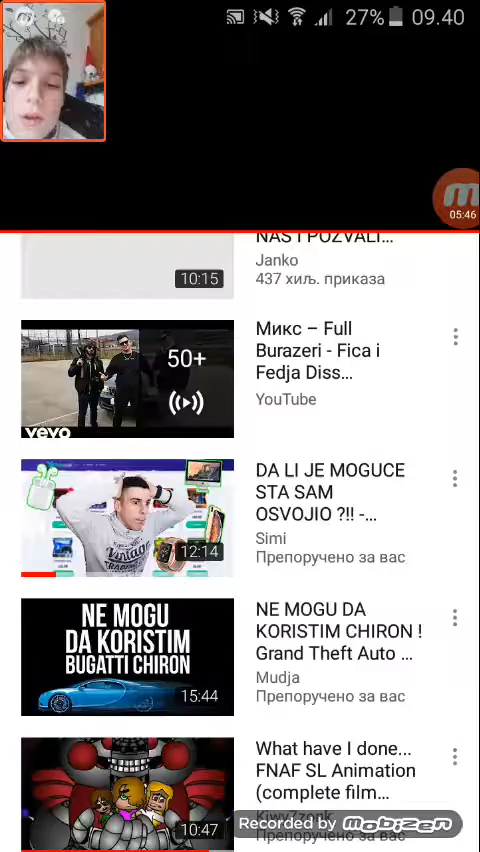 27% 09.40
05:46
NAS I POZVALI...
Janko
437 хиљ. приказа
10:15
50+
vevo
Микс – Full
Burazeri - Fica i
Fedja Diss...
YouTube
12:14
DA LI JE MOGUCE
STA SAM
OSVOJIO ?!! -...
Simi
Препоручено за вас
NE MOGU
DA KORISTIM
BUGATTI CHIRON
15:44
NE MOGU DA
KORISTIM CHIRON !
Grand Theft Auto ...
Mudja
Препоручено за вас
10:47
What have I done...
FNAF SL Animation
(complete film...
Recorded by mobizen
Препоручено за вас